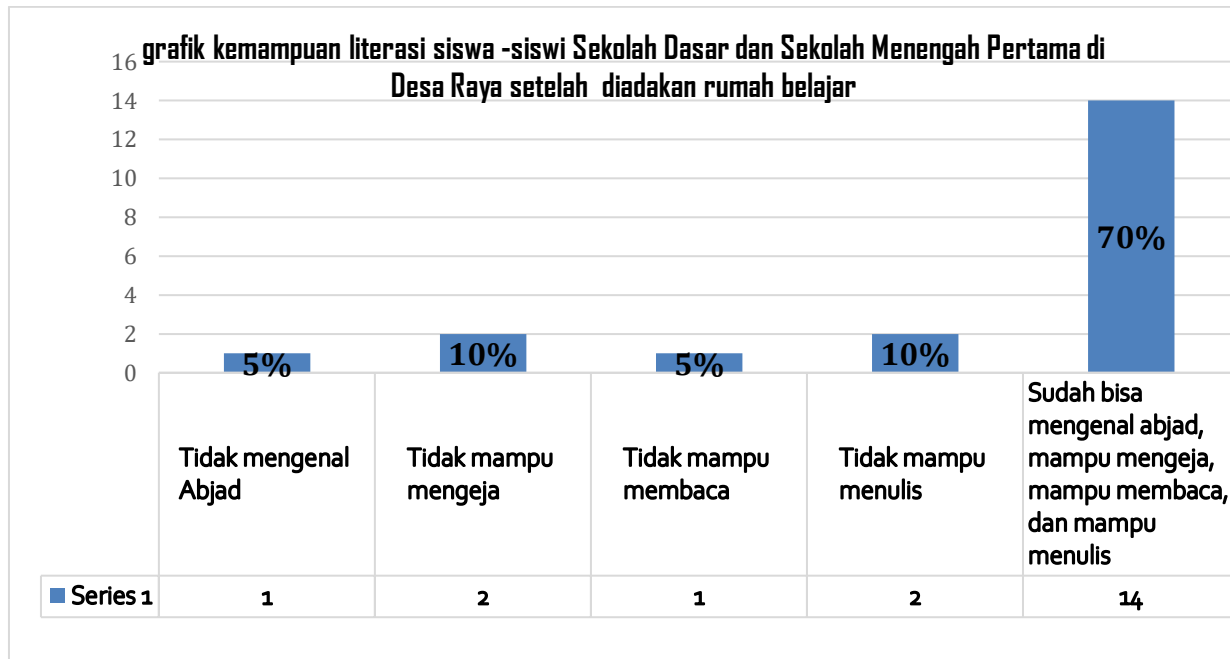 grafik kemampuan literasi siswa -siswi Sekolah Dasar dan Sekolah Menengah Pertama di
Desa Raya setelah diadakan rumah belajar
16
14
12
10
8
6
4
2
0
5%
10%
5%
10%
70%
Tidak mengenal
Abjad
Tidak mampu
mengeja
Tidak mampu
membaca
Tidak mampu
menulis
Sudah bisa
mengenal abjad,
mampu mengeja,
mampu membaca,
dan mampu
menulis
Series 1 1 2 1 2 14